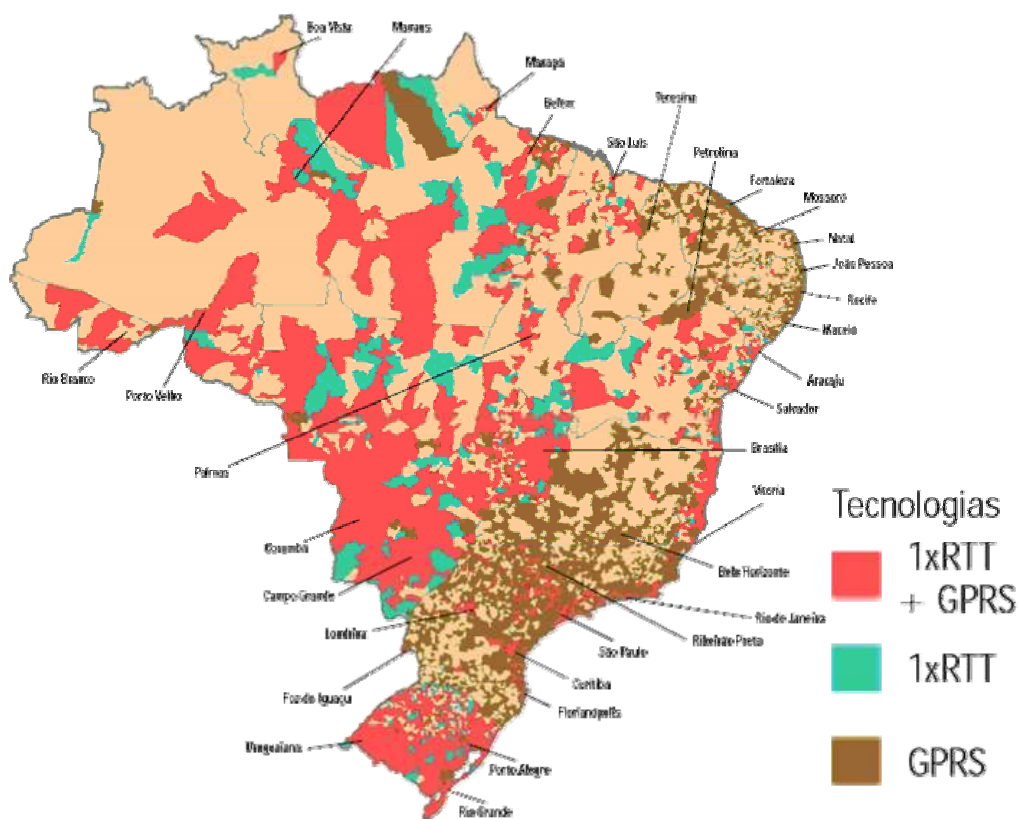 Boa Vista
Manaus
Macapá
Belém
Teresina
São Luís
Petrolina
Fortaleza
Mossoró
Natal
João Pessoa
Recife
Maceió
Aracaju
Salvador
Rio Branco
Porto Velho
Palmas
Brasília
Vitória
Tecnologias
1xRTT
+ GPRS
1xRTT
GPRS
Corumbá
Campo Grande
Belo Horizonte
Rio de Janeiro
Ribeirão Preto
Londrina
São Paulo
Curitiba
Foz do Iguaçu
Florianópolis
Uruguaiana
Porto Alegre
Rio Grande